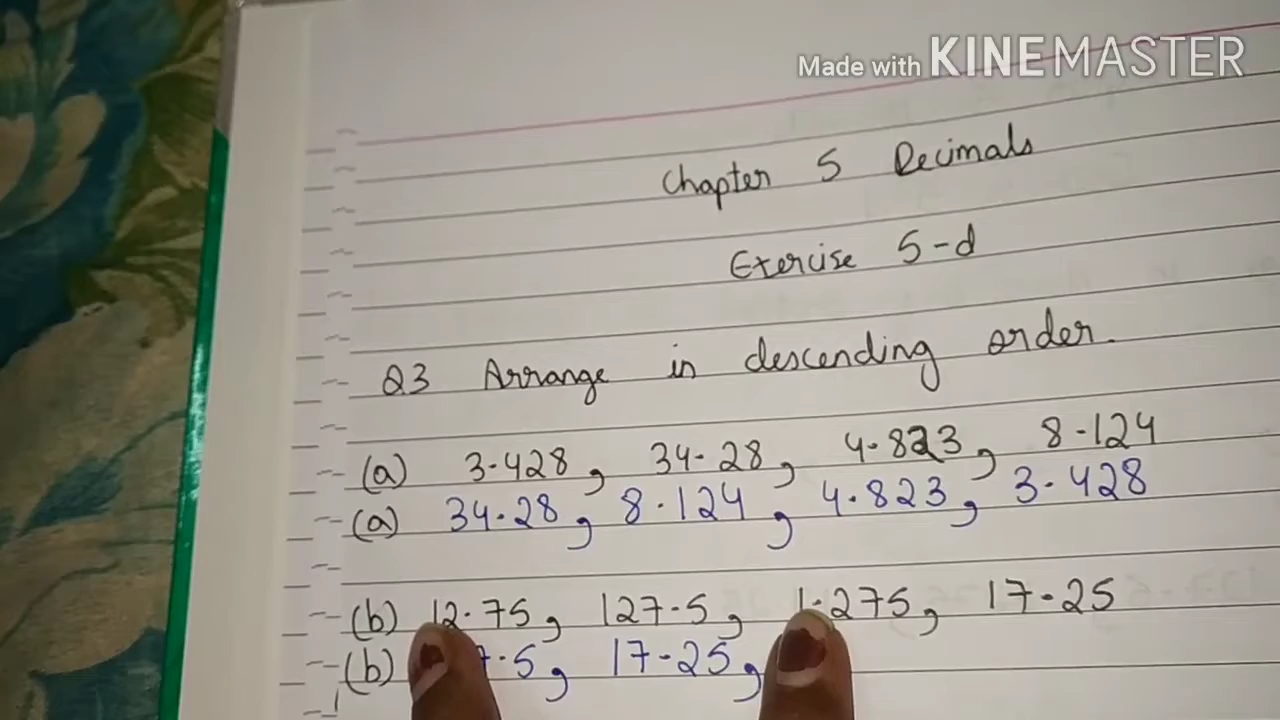 Made with KINEMASTER
Chapter 5 Decimals
Exercise 5-d
Q3 Arrange in descending order.
(a) 3.428, 34.28, 4.823, 8.124
(a) 34.28, 8.124, 4.823, 3.428
(b) 12.75, 127.5, 1.275, 17.25
(b) 7.5, 17.25,